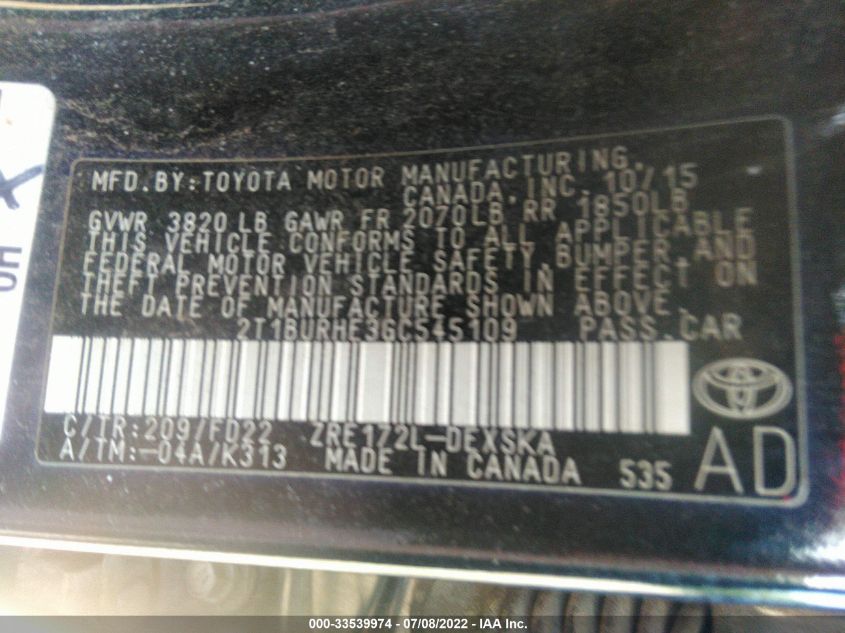 MFD.BY:TOYOTA MOTOR MANUFACTURING,
CANADA,INC. 10/15
GVWR 3820 LB GAWR FR 2070LB,RR 1850LB
THIS VEHICLE CONFORMS TO ALL APPLICABLE
FEDERAL MOTOR VEHICLE SAFETY,BUMPER,AND
THEFT PREVENTION STANDARDS IN EFFECT ON
THE DATE OF MANUFACTURE SHOWN ABOVE.
2T1BURHE3GC545109 PASS.CAR
C/TR:209/FD22 ZRE172L-DEXSKA
A/TM:-04A/K313 MADE IN CANADA 535 AD
000-33539974 - 07/08/2022 - IAA Inc.